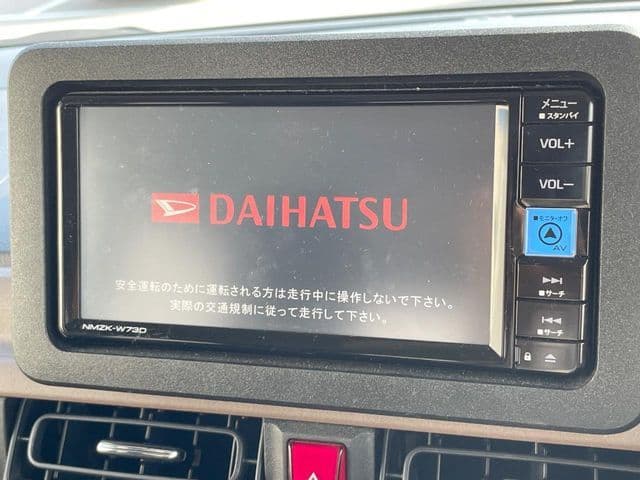 メニュー
■スタンバイ
VOL+
VOL−
■モニター・オフ
AV
DAIHATSU
▶▶|
■サーチ
|◀◀
■サーチ
安全運転のために運転される方は走行中に操作しないで下さい。
実際の交通規制に従って走行して下さい。
NMZK-W73D